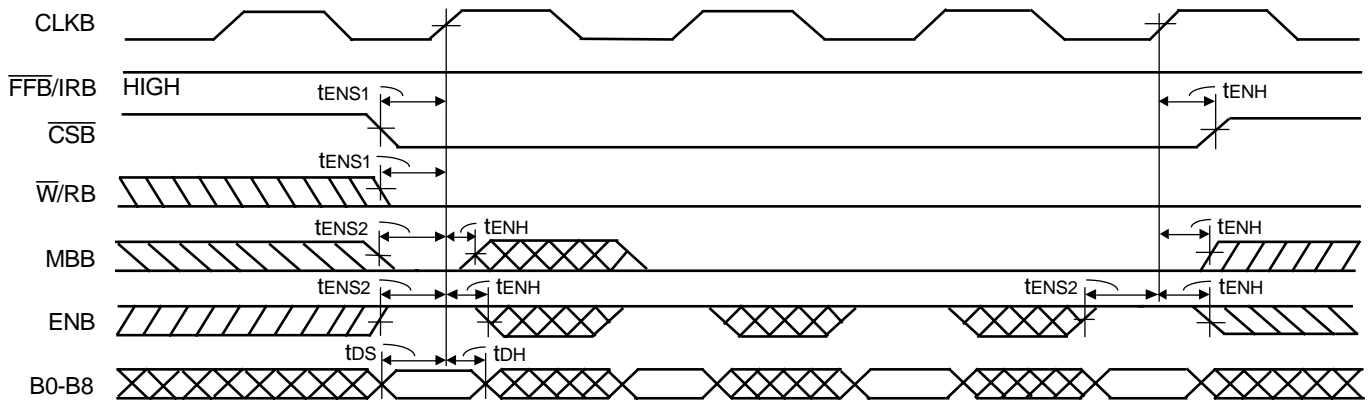 CLKB
FFB/IRB HIGH
tENS1 tENH
CSB
tENS1
W/RB
tENS2 tENH tENH
MBB
tENS2 tENH tENS2 tENH
ENB
tDS tDH
B0-B8